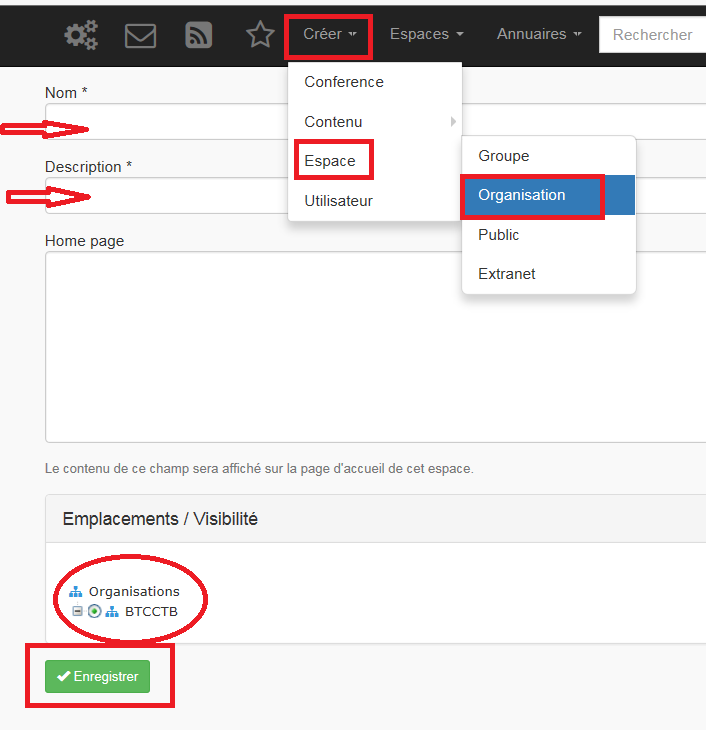 Créer Espaces Annuaires Rechercher
Conference
Contenu
Espace
Utilisateur
Groupe
Organisation
Public
Extranet
Nom *
Description *
Home page
Le contenu de ce champ sera affiché sur la page d'accueil de cet espace.
Emplacements / Visibilité
Organisations
BTCCTB
Enregistrer